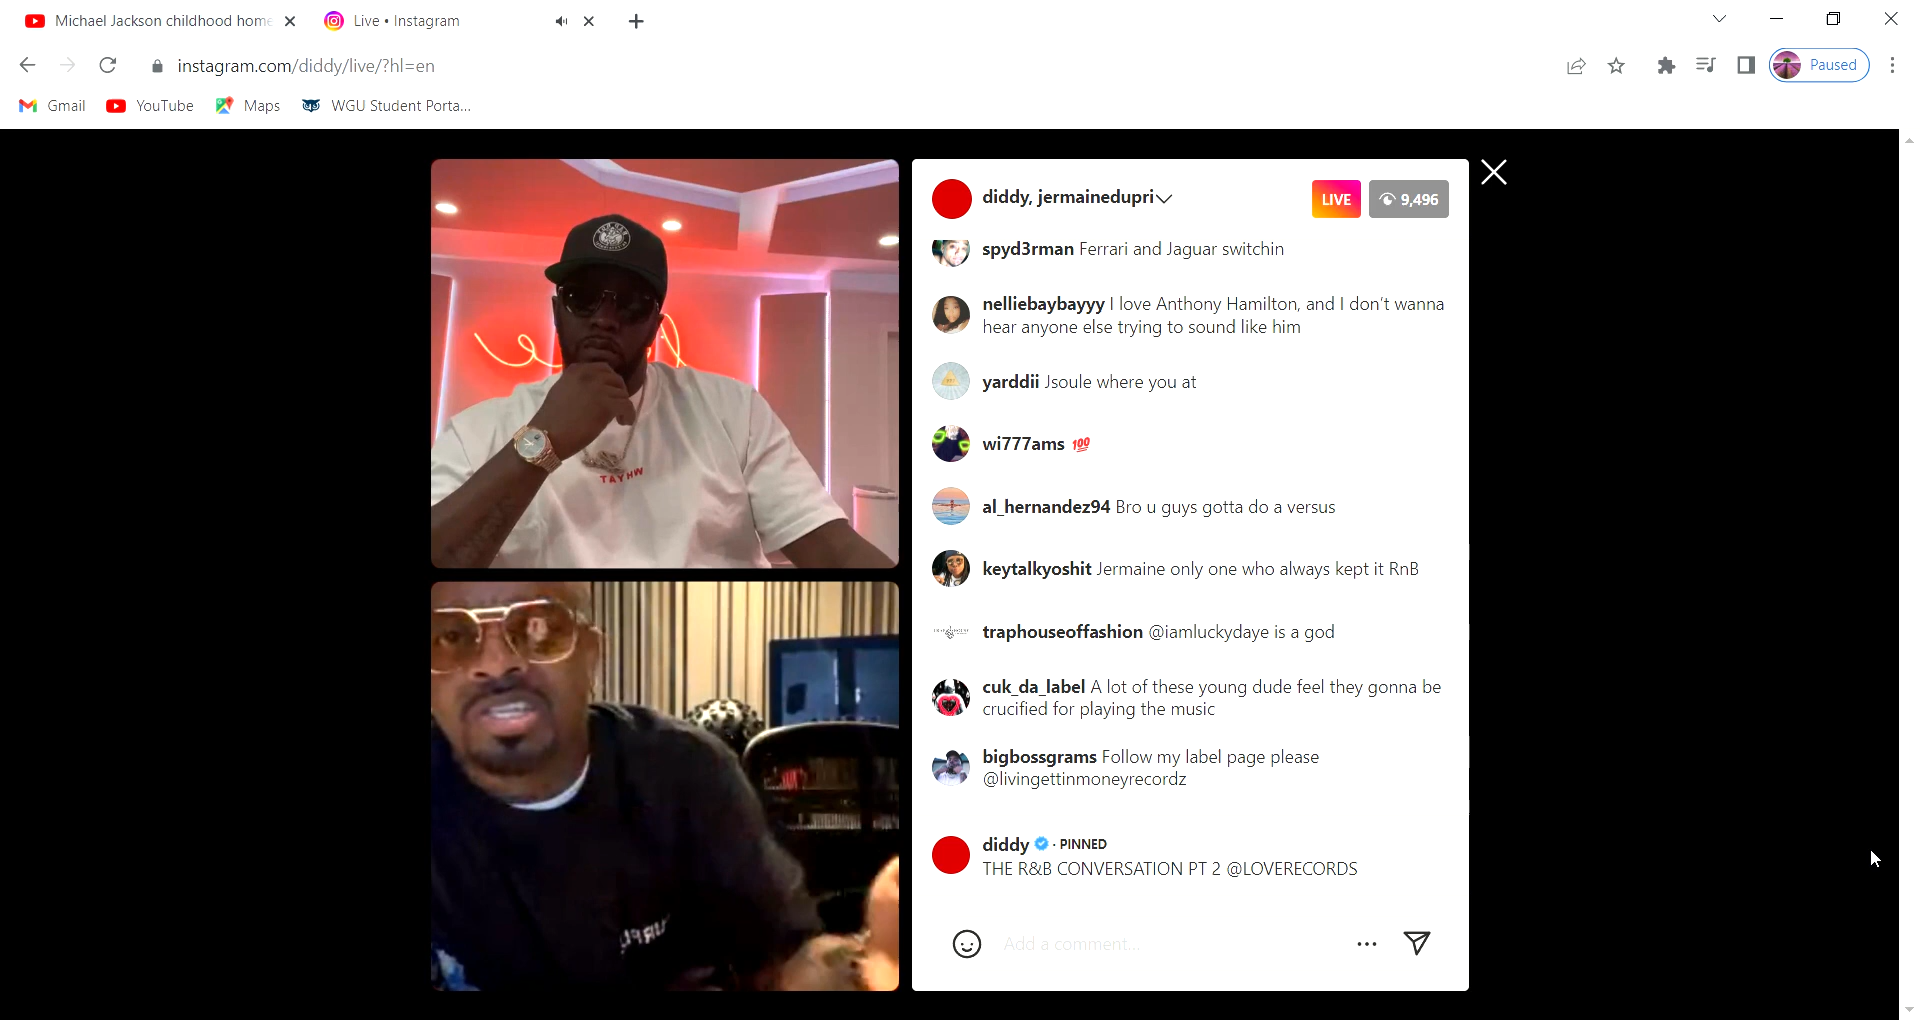 Michael Jackson childhood home
Live • Instagram
instagram.com/diddy/live/?hl=en
Paused
Gmail
YouTube
Maps
WGU Student Porta...
TAYHW
diddy, jermainedupri
LIVE
9,496
spyd3rman Ferrari and Jaguar switchin
nelliebaybayyy I love Anthony Hamilton, and I don't wanna
hear anyone else trying to sound like him
yarddii Jsoule where you at
wi777ams 💯
al_hernandez94 Bro u guys gotta do a versus
keytalkyoshit Jermaine only one who always kept it RnB
traphouseoffashion @iamluckydaye is a god
cuk_da_label A lot of these young dude feel they gonna be
crucified for playing the music
bigbossgrams Follow my label page please
@livingettinmoneyrecordz
diddy · PINNED
THE R&B CONVERSATION PT 2 @LOVERECORDS
Add a comment...